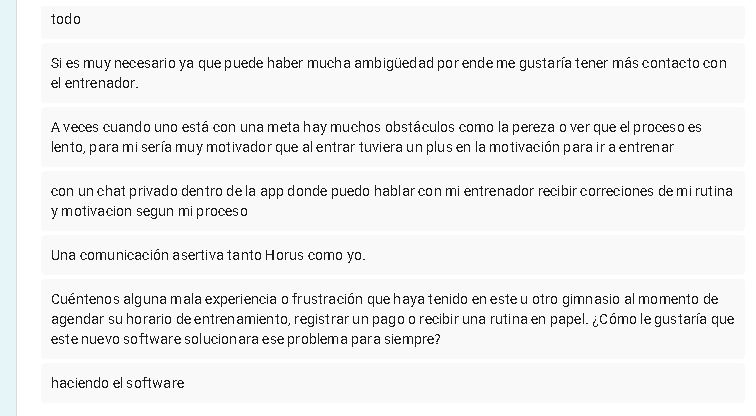 todo
Si es muy necesario ya que puede haber mucha ambigüedad por ende me gustaría tener más contacto con
el entrenador.
A veces cuando uno está con una meta hay muchos obstáculos como la pereza o ver que el proceso es
lento, para mi sería muy motivador que al entrar tuviera un plus en la motivación para ir a entrenar
con un chat privado dentro de la app donde puedo hablar con mi entrenador recibir correciones de mi rutina
y motivacion segun mi proceso
Una comunicación asertiva tanto Horus como yo.
Cuéntenos alguna mala experiencia o frustración que haya tenido en este u otro gimnasio al momento de
agendar su horario de entrenamiento, registrar un pago o recibir una rutina en papel. ¿Cómo le gustaría que
este nuevo software solucionara ese problema para siempre?
haciendo el software